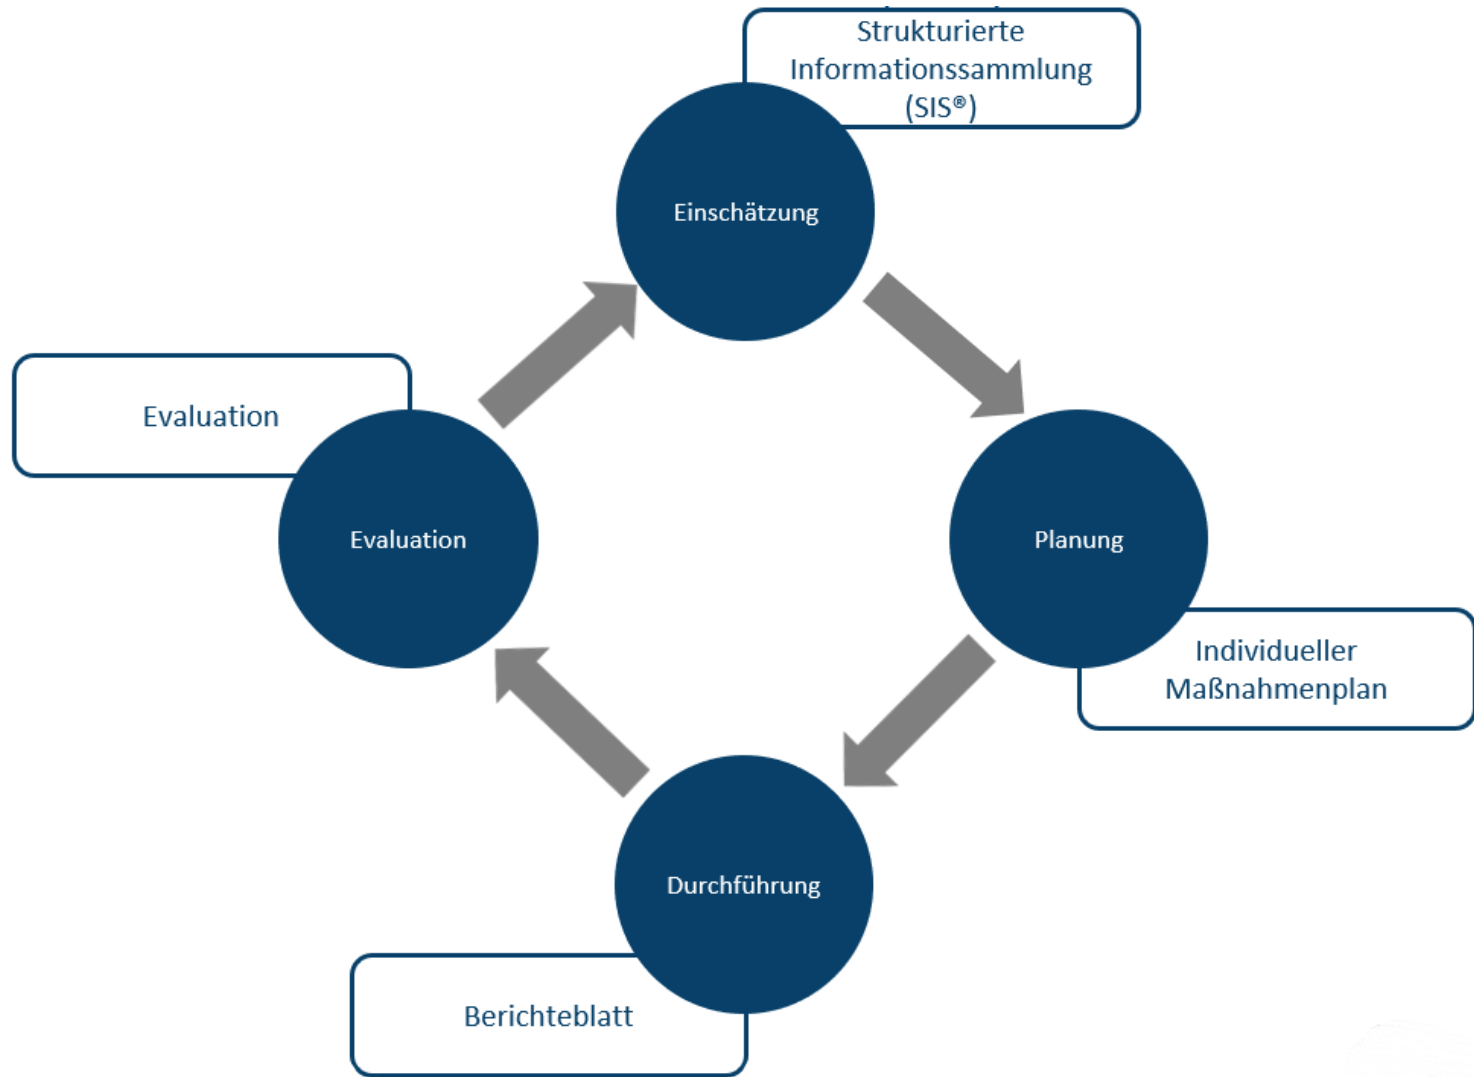 Strukturierte
Informationssammlung
(SIS®)
Einschätzung
Evaluation
Evaluation
Planung
Individueller
Maßnahmenplan
Durchführung
Berichteblatt